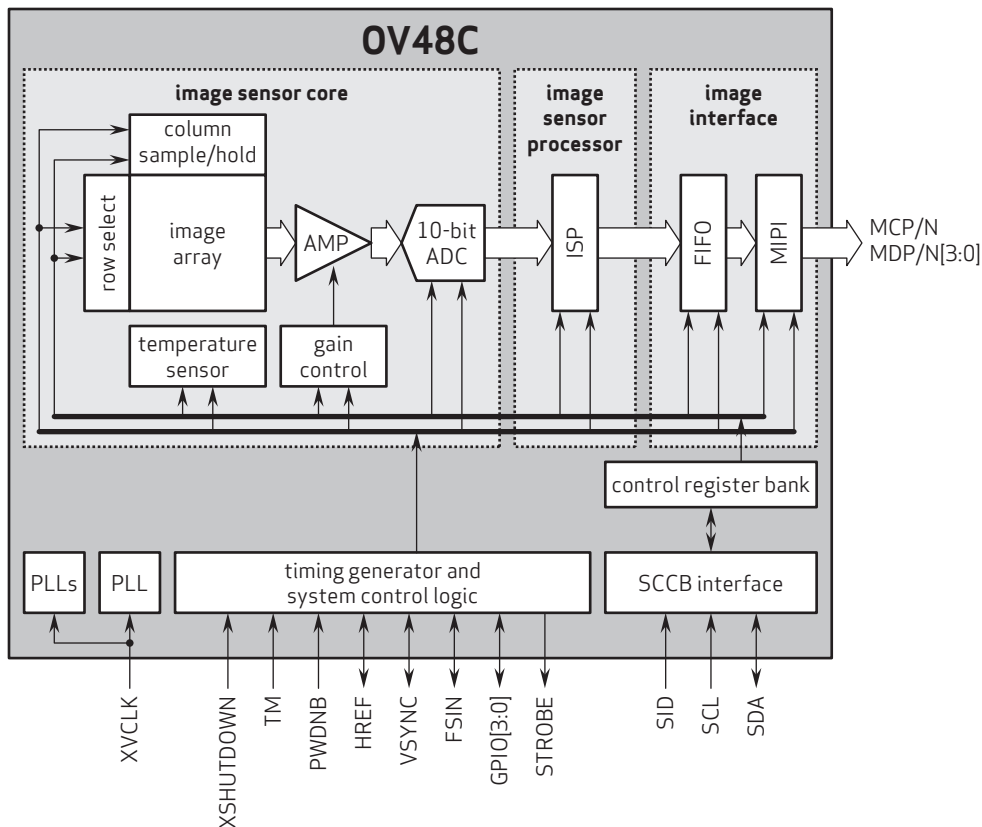 OV48C
image sensor core
image
sensor
processor
image
interface
column
sample/hold
row select
image
array
AMP
10-bit
ADC
ISP
FIFO
MIPI
MCP/N
MDP/N[3:0]
temperature
sensor
gain
control
control register bank
PLLs
PLL
timing generator and
system control logic
SCCB interface
XVCLK
XSHUTDOWN
TM
PWDNB
HREF
VSYNC
FSIN
GPIO[3:0]
STROBE
SID
SCL
SDA